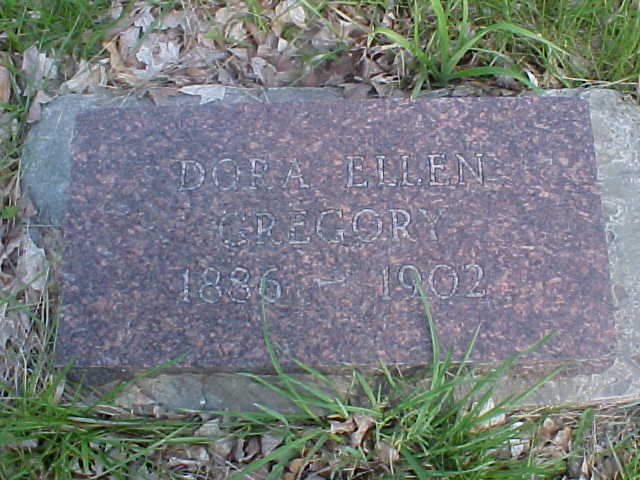 DORA ELLEN
GREGORY
1886 - 1902